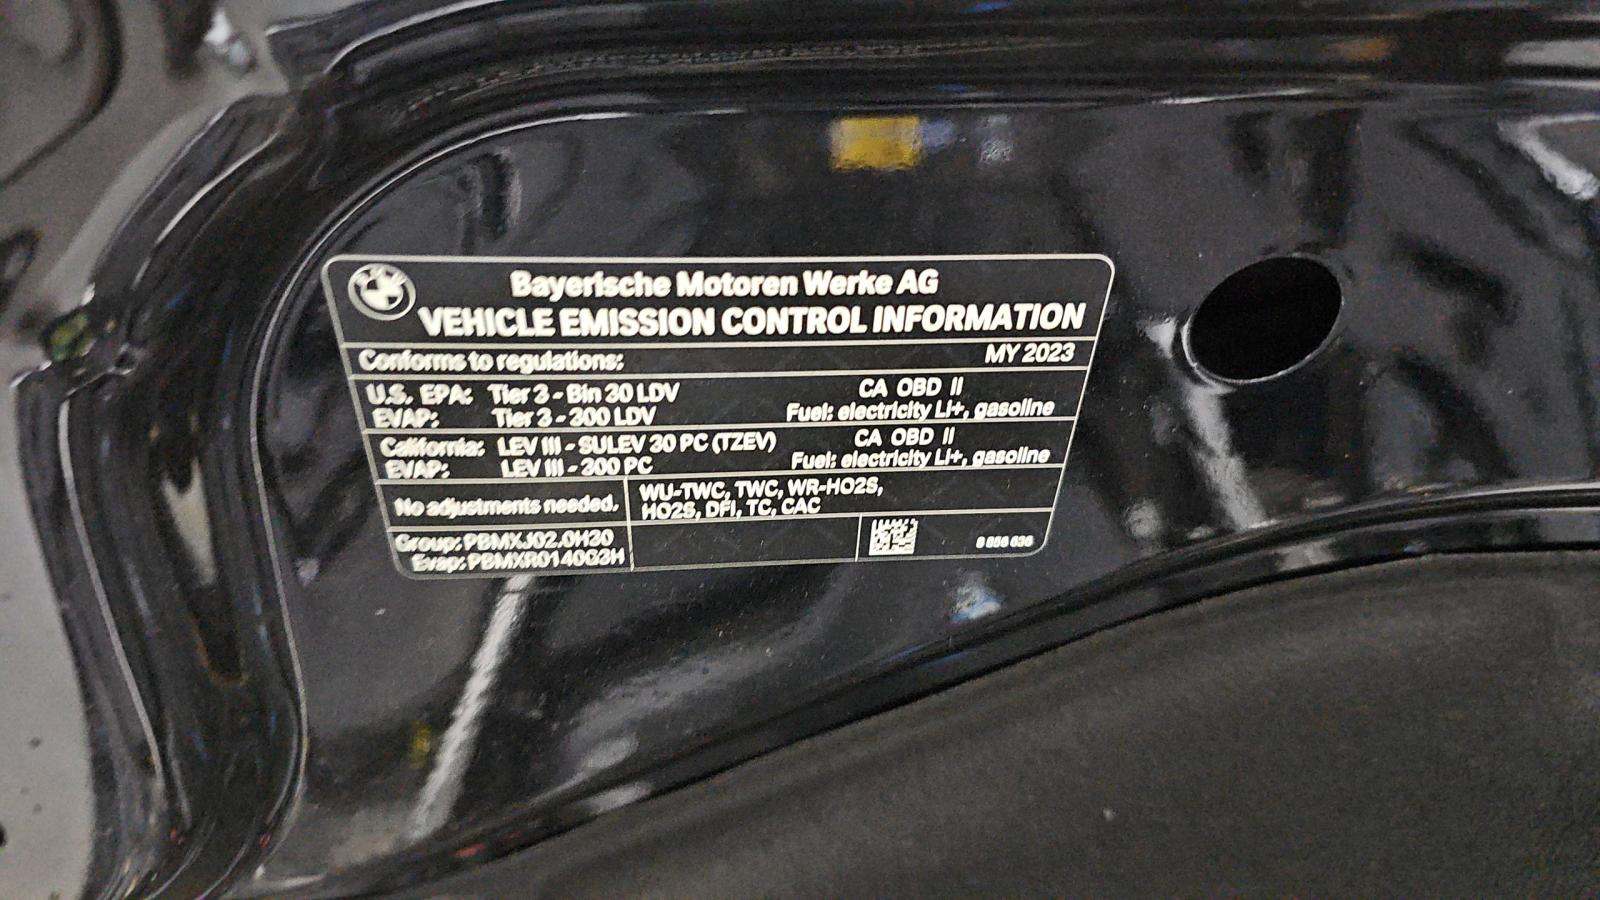 Bayerische Motoren Werke AG
VEHICLE EMISSION CONTROL INFORMATION
Conforms to regulations: MY 2023
U.S. EPA: Tier 3 - Bin 30 LDV CA OBD II
EVAP: Tier 3 - 300 LDV Fuel: electricity Li+, gasoline
California: LEV III - SULEV 30 PC (TZEV) CA OBD II
EVAP: LEV III - 300 PC Fuel: electricity Li+, gasoline
No adjustments needed.
WU-TWC, TWC, WR-HO2S,
HO2S, DFI, TC, CAC
Group: PBMXJ02.0H30
Evap: PBMXR0140G3H